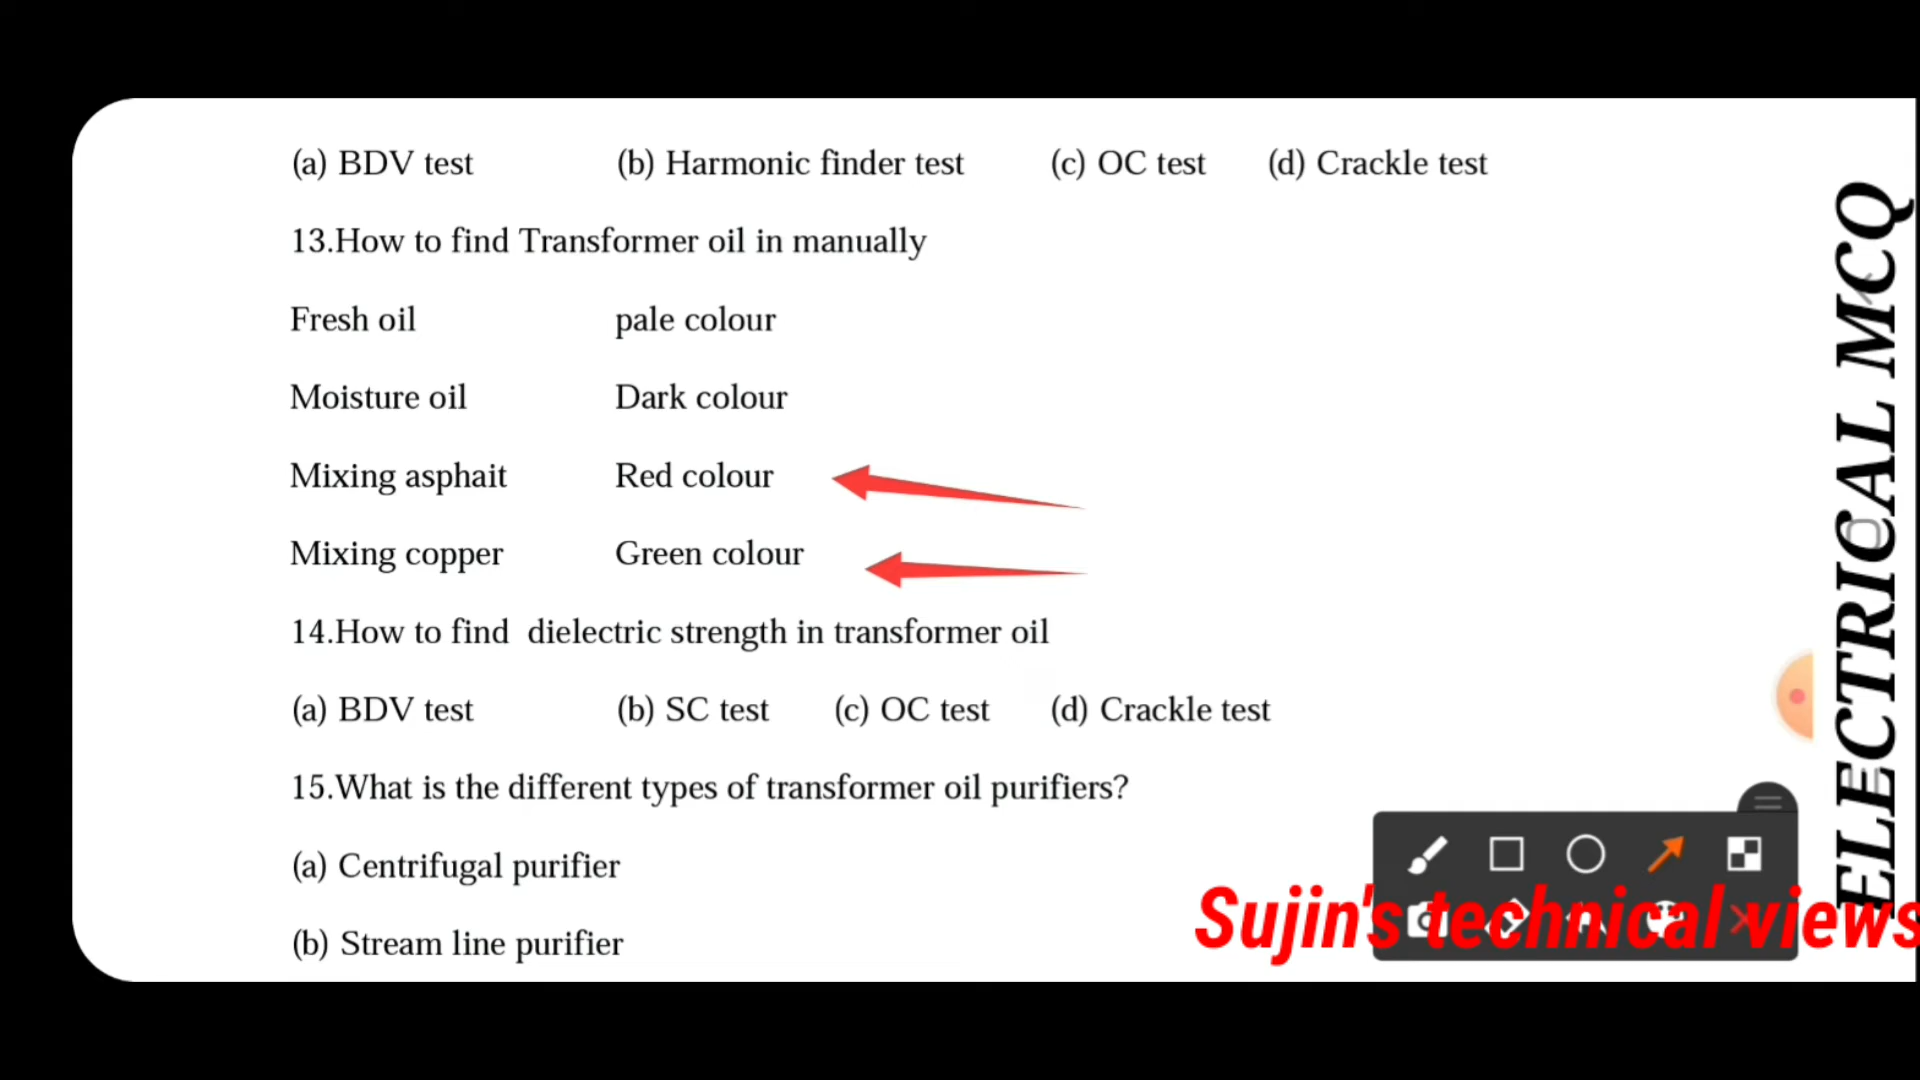 (a) BDV test (b) Harmonic finder test (c) OC test (d) Crackle test
13.How to find Transformer oil in manually
Fresh oil pale colour
Moisture oil Dark colour
Mixing asphait Red colour
Mixing copper Green colour
14.How to find dielectric strength in transformer oil
(a) BDV test (b) SC test (c) OC test (d) Crackle test
15.What is the different types of transformer oil purifiers?
(a) Centrifugal purifier
(b) Stream line purifier
ELECTRICAL MCQ
Sujin's technical views